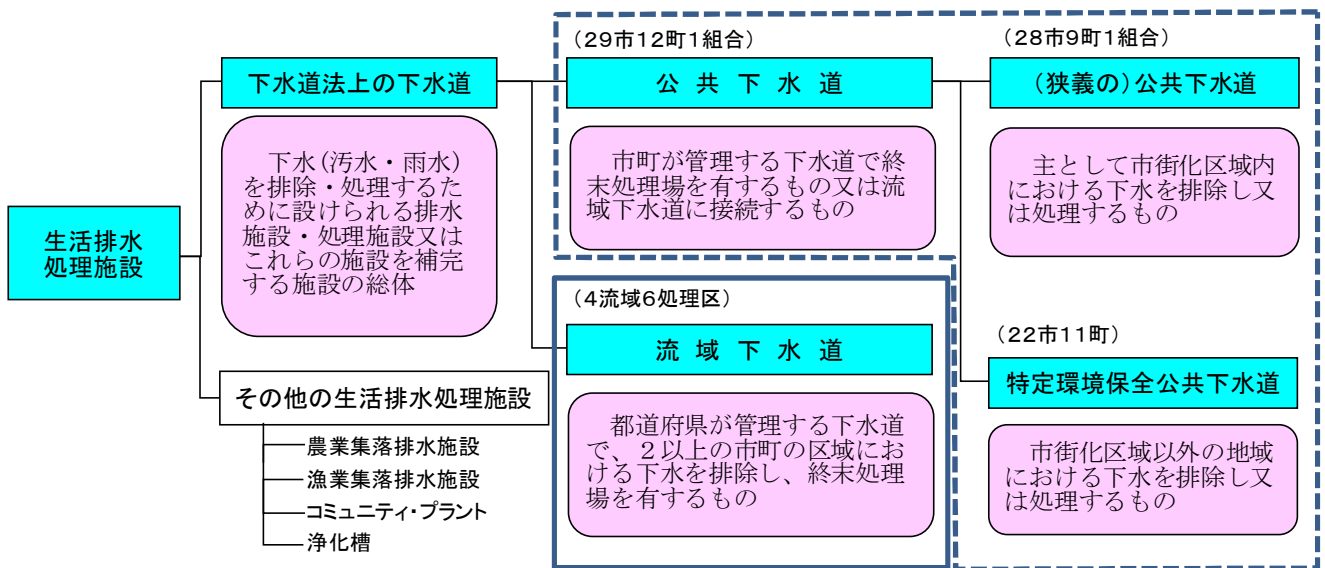 生活排水
処理施設
下水道法上の下水道
下水(汚水・雨水)
を排除・処理するた
めに設けられる排水
施設・処理施設又は
これらの施設を補完
する施設の総体
その他の生活排水処理施設
農業集落排水施設
漁業集落排水施設
コミュニティ・プラント
浄化槽
(29市12町1組合)
公共下水道
市町が管理する下水道で終
末処理場を有するもの又は流
域下水道に接続するもの
(4流域6処理区)
流域下水道
都道府県が管理する下水道
で、2以上の市町の区域にお
ける下水を排除し、終末処理
場を有するもの
(28市9町1組合)
(狭義の)公共下水道
主として市街化区域内
における下水を排除し又
は処理するもの
(22市11町)
特定環境保全公共下水道
市街化区域以外の地域
における下水を排除し又
は処理するもの